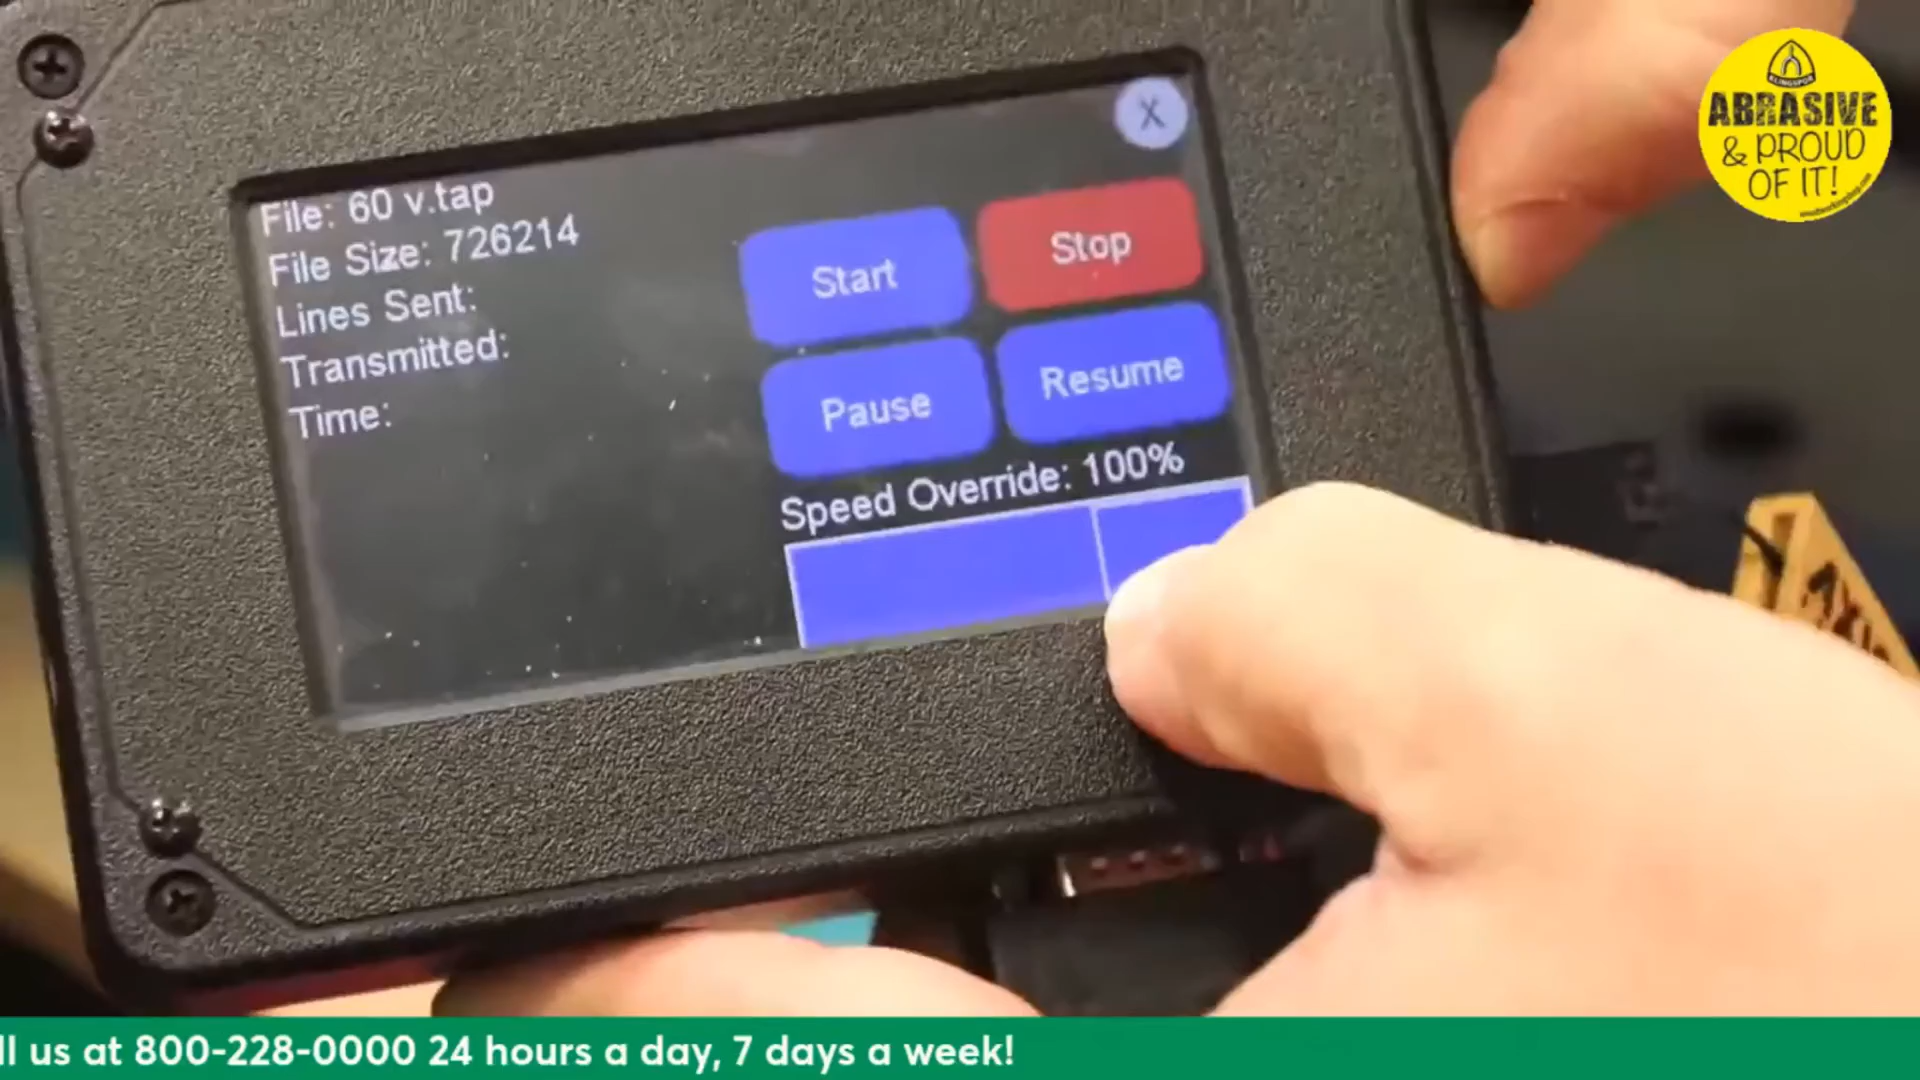 File: 60 v.tap
File Size: 726214
Lines Sent:
Transmitted:
Time:
X
Start
Stop
Pause
Resume
Speed Override: 100%
KLINGSPOR
ABRASIVE
& PROUD
OF IT!
ll us at 800-228-0000 24 hours a day, 7 days a week!